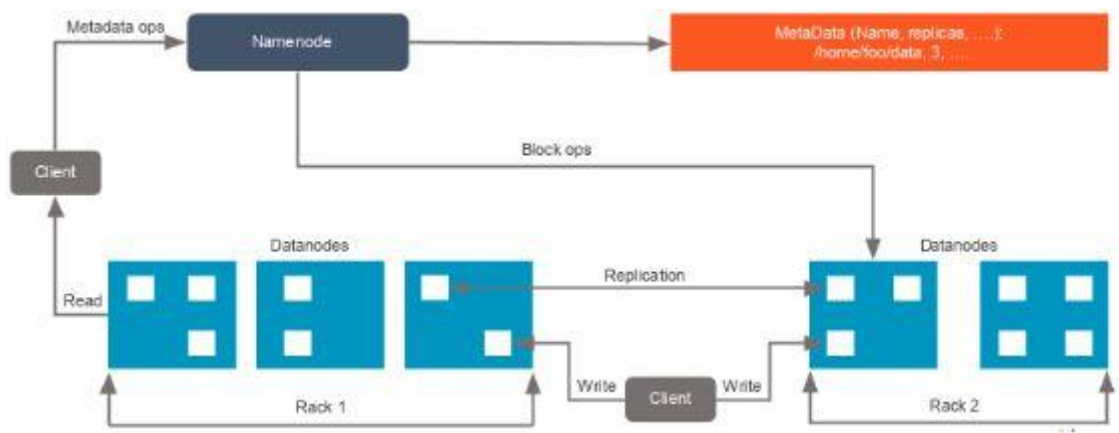 Metadata ops
Namenode
MetaData (Name, replicas, ....):
/home/foo/data, 3, ....
Block ops
Client
Datanodes
Datanodes
Replication
Read
Write
Client
Write
Rack 1
Rack 2